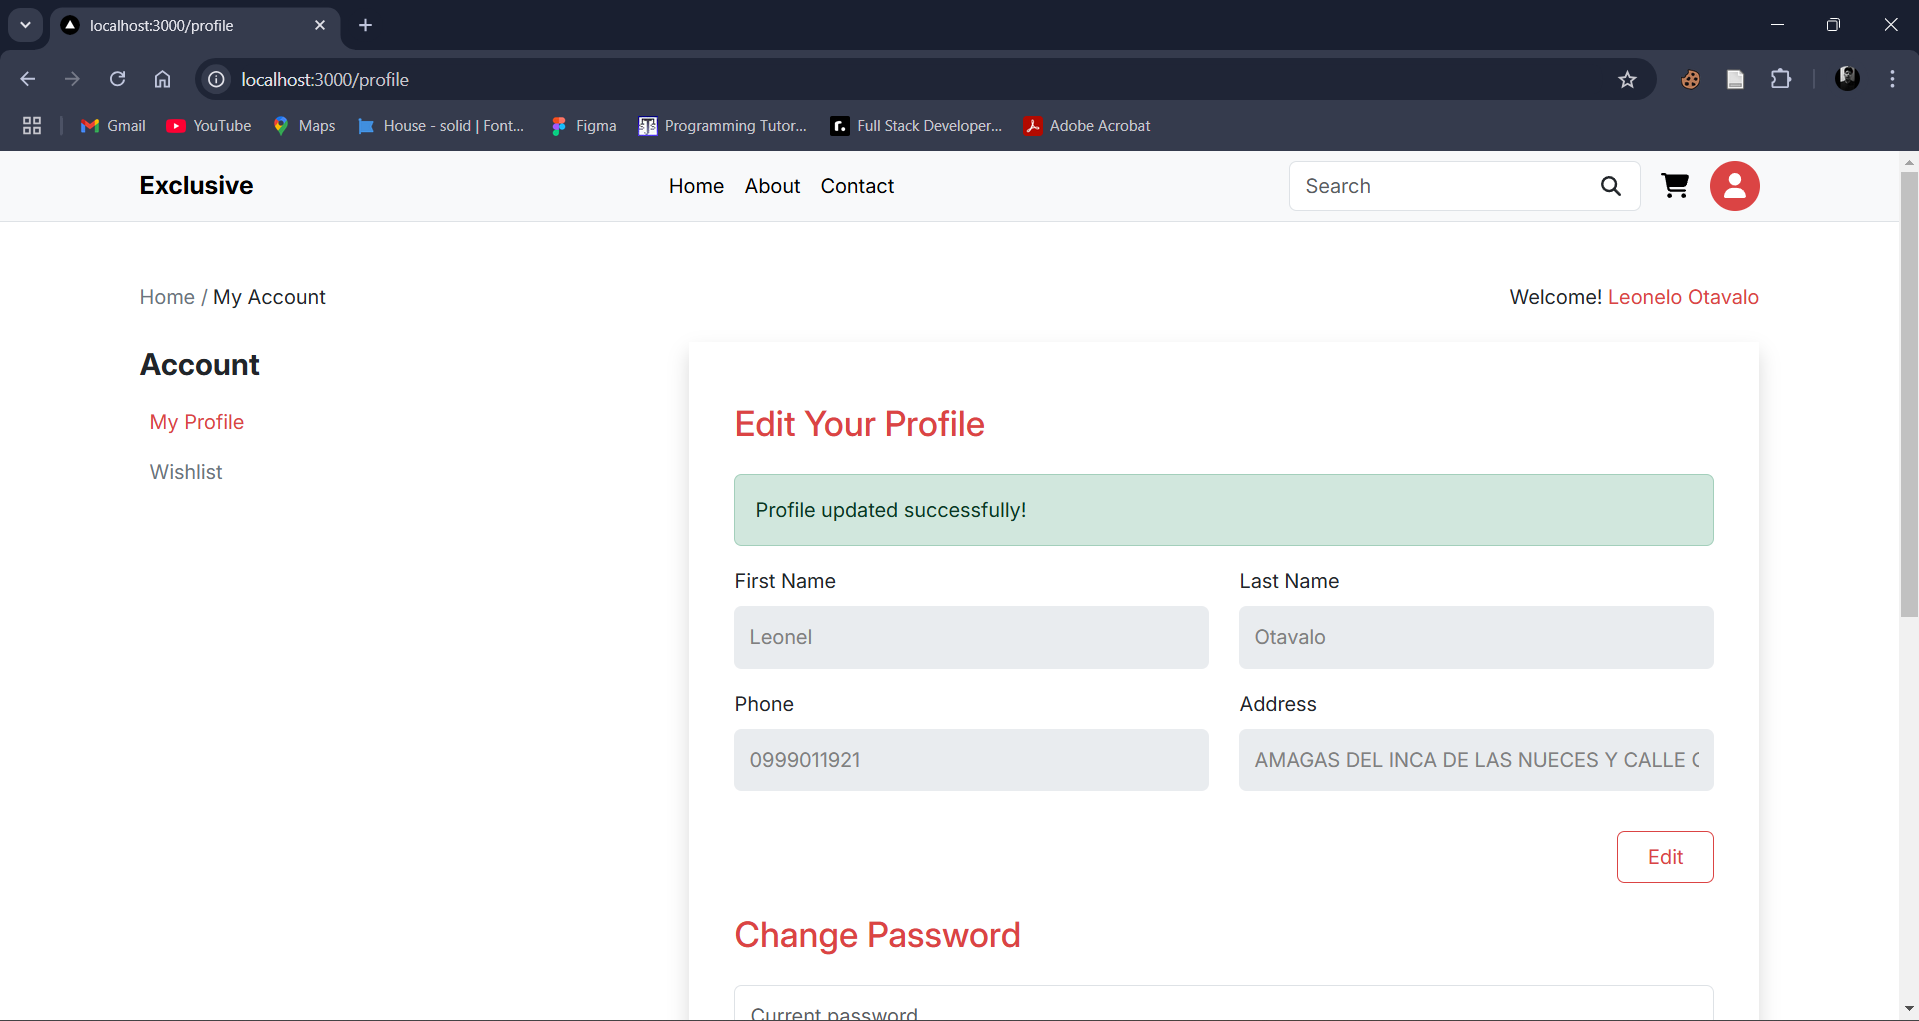 localhost:3000/profile
localhost:3000/profile
Gmail YouTube Maps House - solid | Font... Figma Programming Tutor... Full Stack Developer... Adobe Acrobat
Exclusive Home About Contact Search
Home / My Account Welcome! Leonelo Otavalo
Account
My Profile
Wishlist
Edit Your Profile
Profile updated successfully!
First Name Last Name
Leonel Otavalo
Phone Address
0999011921 AMAGAS DEL INCA DE LAS NUECES Y CALLE
Edit
Change Password
Current password